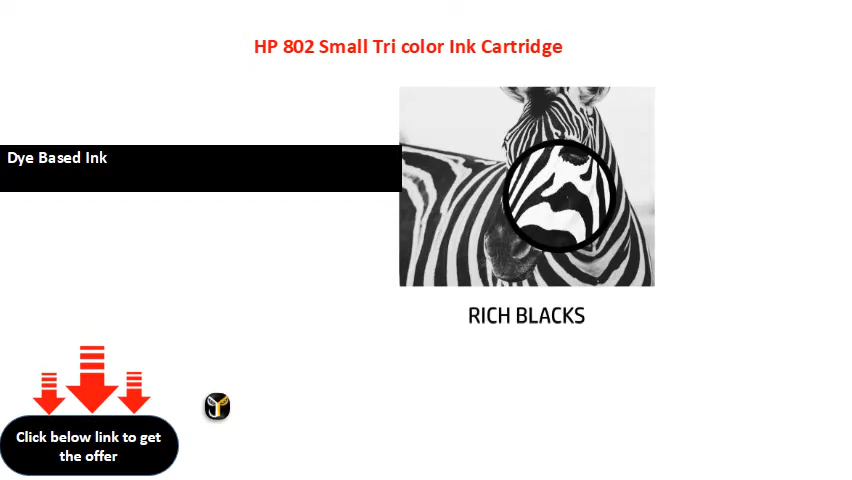 HP 802 Small Tri color Ink Cartridge
Dye Based Ink
RICH BLACKS
Click below link to get
the offer